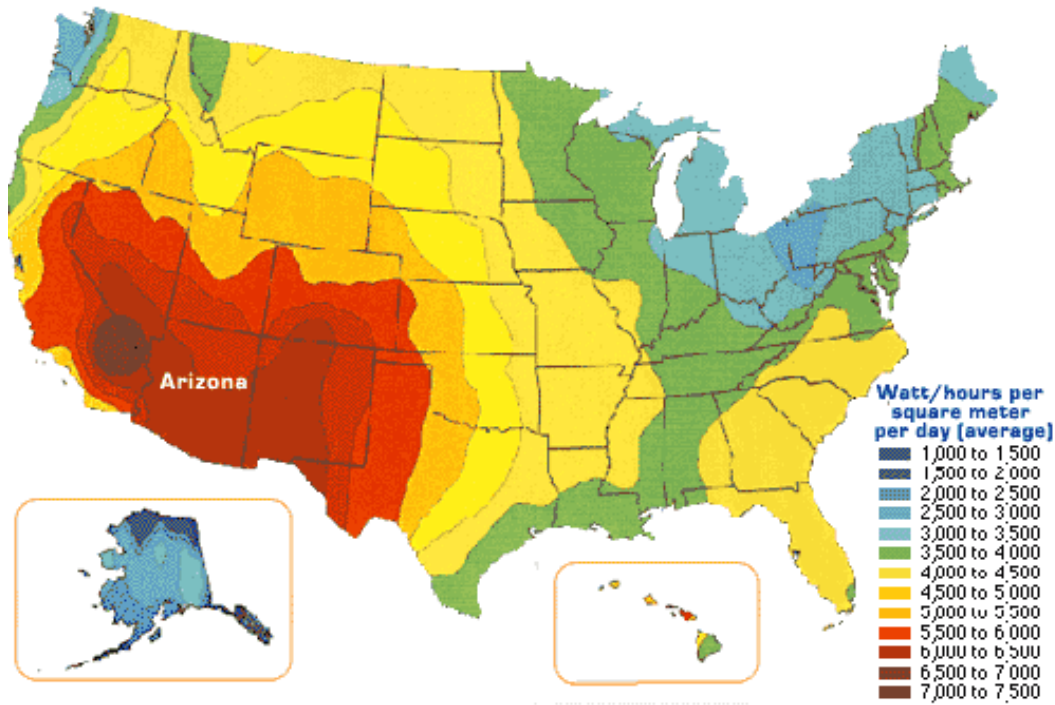 Arizona
Watt/hours per
square meter
per day (average)
1,000 to 1,500
1,500 to 2,000
2,000 to 2,500
2,500 to 3,000
3,000 to 3,500
3,500 to 4,000
4,000 to 4,500
4,500 to 5,000
5,000 to 5,500
5,500 to 6,000
6,000 to 6,500
6,500 to 7,000
7,000 to 7,500